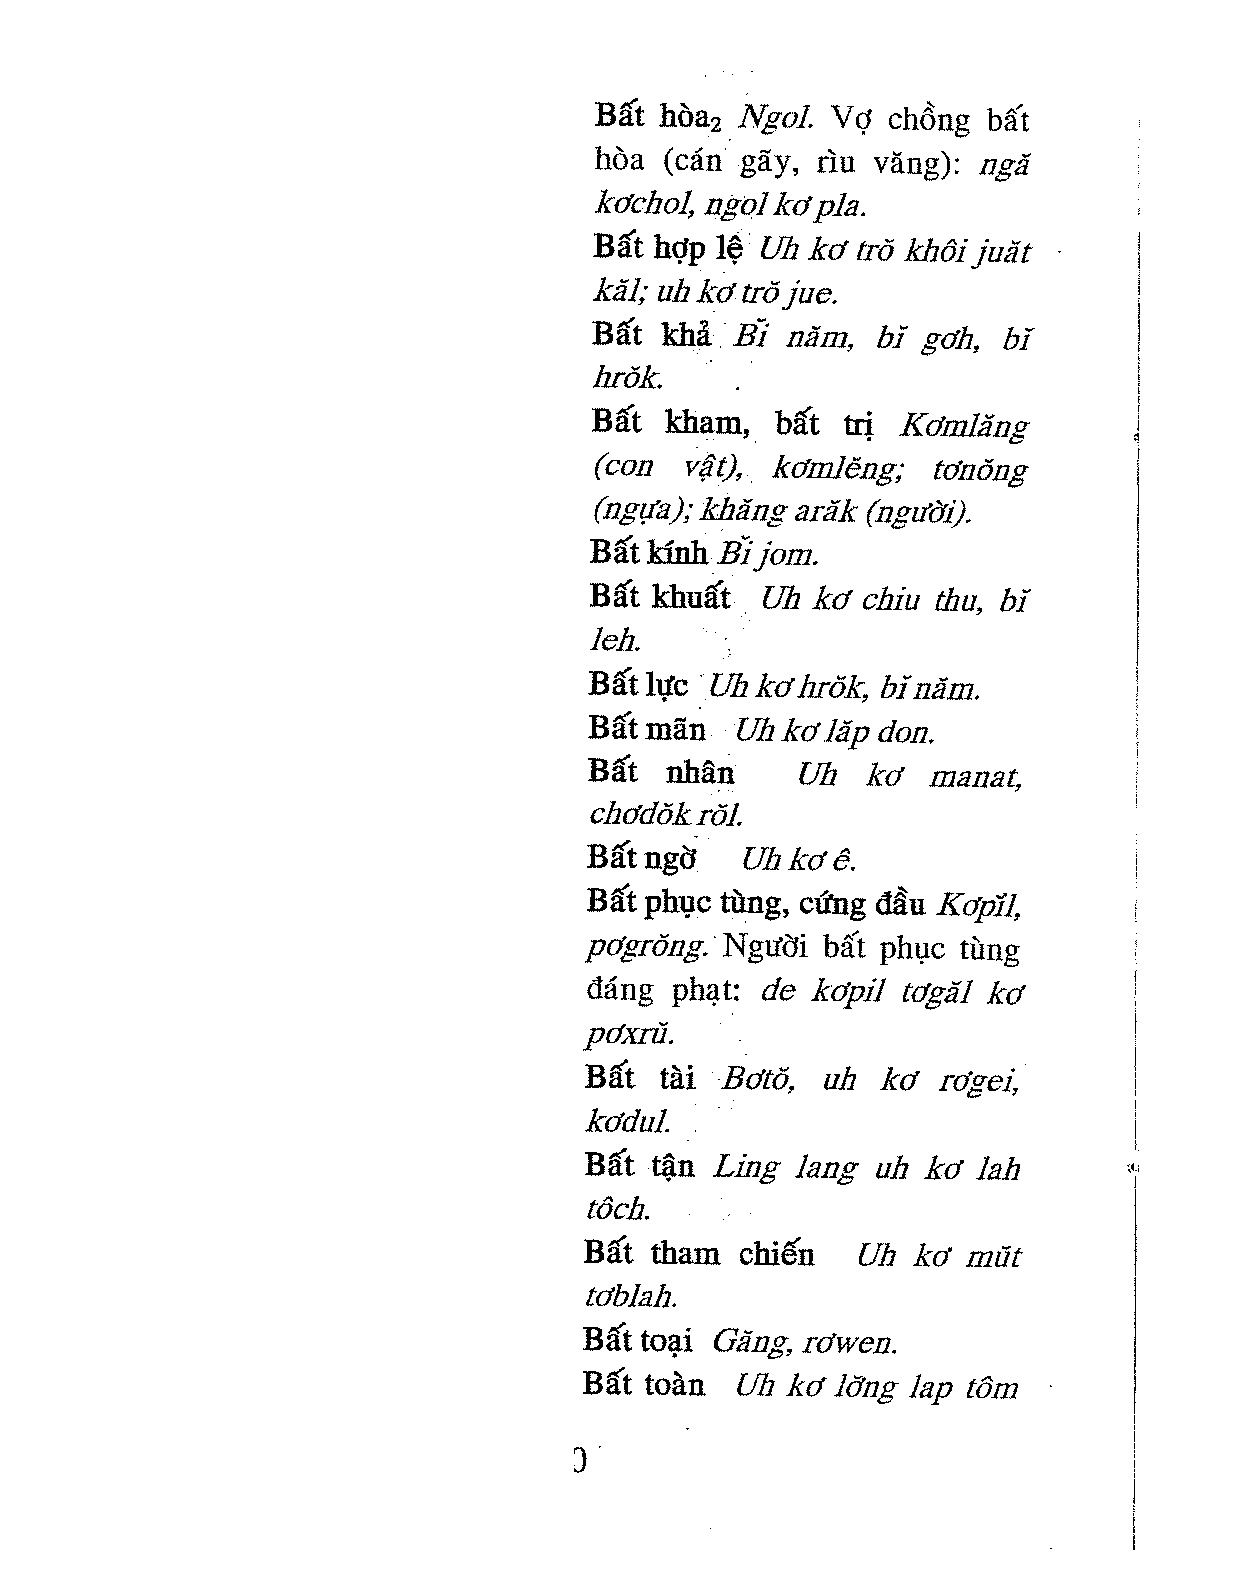 Bất hòa₂ Ngol. Vợ chồng bất
hòa (cán gãy, rìu văng): ngă
kơchol, ngol kơ pla.
Bất hợp lệ Uh kơ trŏ khôi juăt
kăl; uh kơ trŏ jue.
Bất khả Bĭ năm, bĭ gơh, bĭ
hrŏk.
Bất kham, bất trị Kơmlăng
(con vật), kơmlĕng; tơnŏng
(ngựa); khăng arăk (người).
Bất kính Bĭ jom.
Bất khuất Uh kơ chiu thu, bĭ
leh.
Bất lực Uh kơ hrŏk, bĭ năm.
Bất mãn Uh kơ lăp don.
Bất nhân Uh kơ manat,
chơdŏk rŏl.
Bất ngờ Uh kơ ê.
Bất phục tùng, cứng đầu Kơpĭl,
pơgrŏng. Người bất phục tùng
đáng phạt: de kơpil tơgăl kơ
pơxrŭ.
Bất tài Bơtŏ, uh kơ rơgei,
kơdul.
Bất tận Ling lang uh kơ lah
tôch.
Bất tham chiến Uh kơ mŭt
tơblah.
Bất toại Găng, rơwen.
Bất toàn Uh kơ lơ̆ng lap tôm